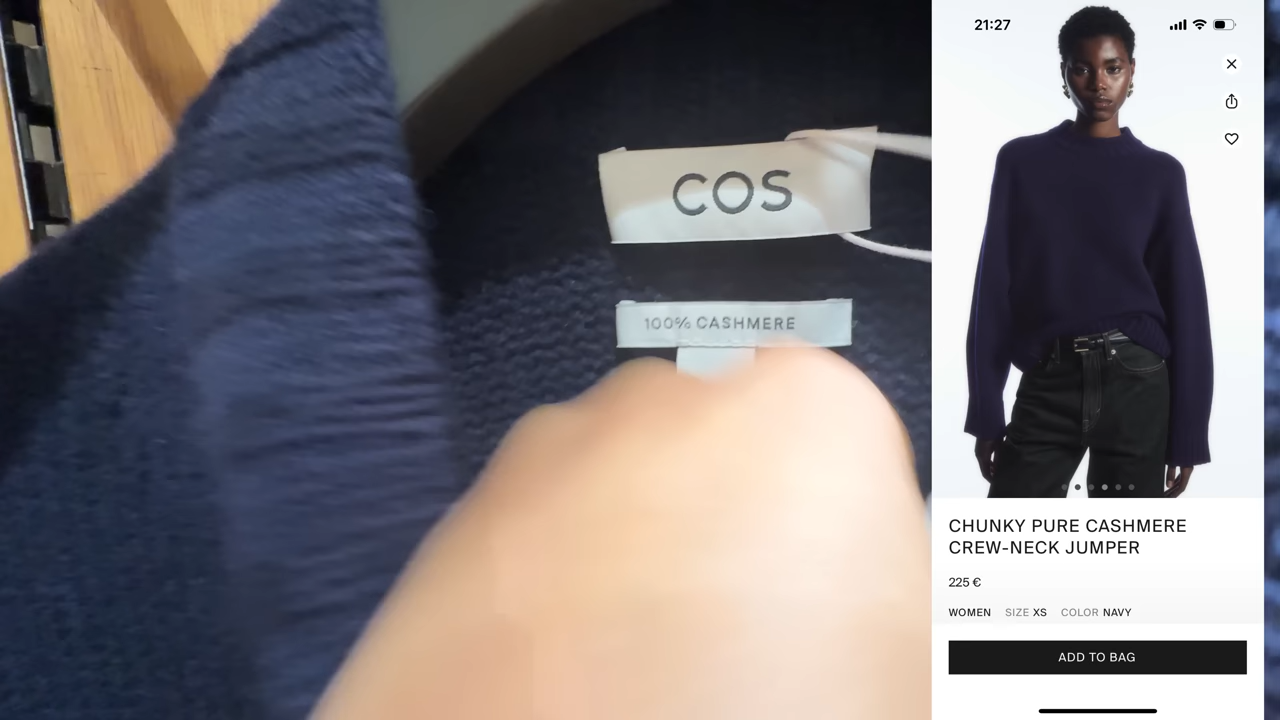 COS
100% CASHMERE
21:27
CHUNKY PURE CASHMERE
CREW-NECK JUMPER
225 €
WOMEN SIZE XS COLOR NAVY
ADD TO BAG